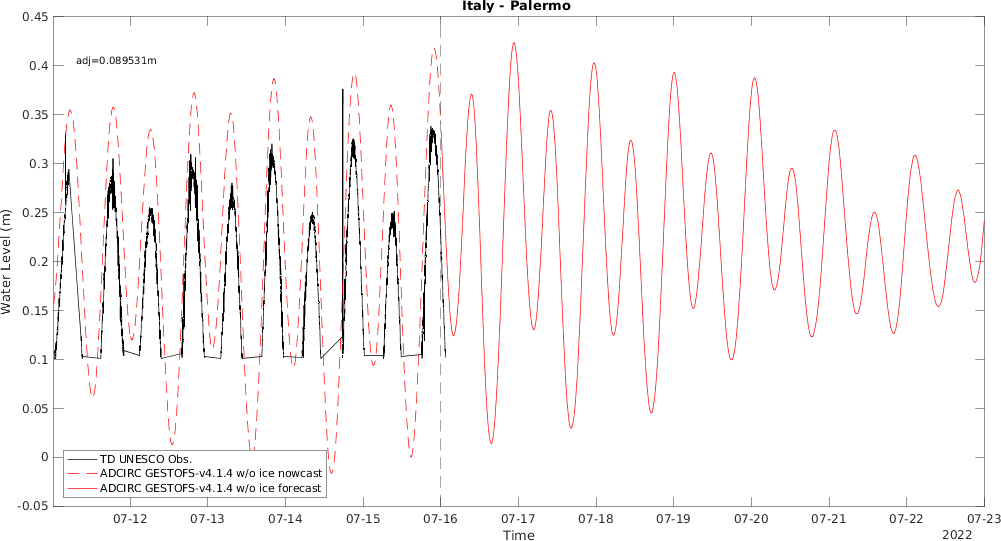 Italy - Palermo
0.45
0.4
0.35
0.3
0.25
0.2
0.15
0.1
0.05
0
-0.05
Water Level (m)
adj=0.089531m
TD UNESCO Obs.
ADCIRC GESTOFS-v4.1.4 w/o ice nowcast
ADCIRC GESTOFS-v4.1.4 w/o ice forecast
07-12 07-13 07-14 07-15 07-16 07-17 07-18 07-19 07-20 07-21 07-22 07-23
Time
2022